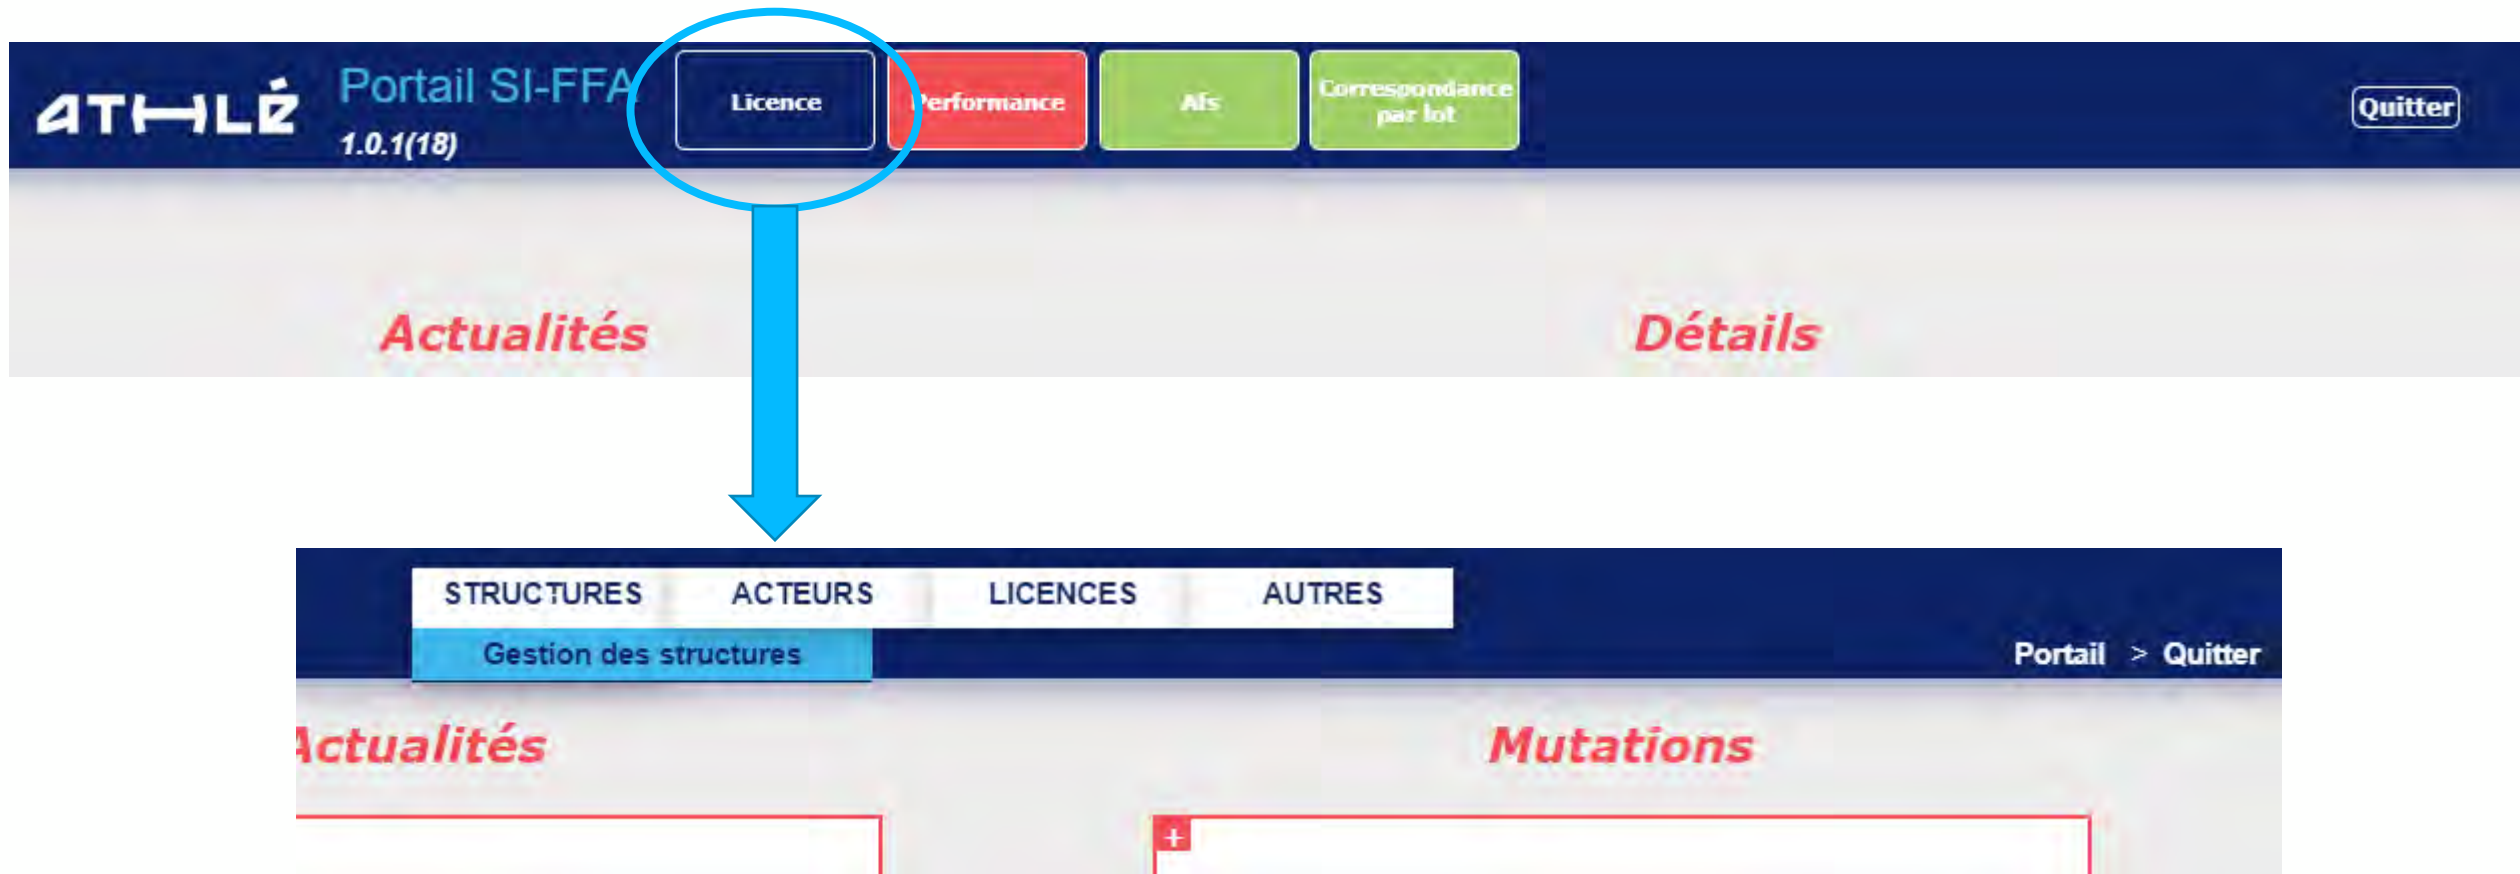 ATHLÉ
Portail SI-FFA
1.0.1(18)
Licence
Performance
Afs
Correspondance
par lot
Quitter
Actualités
Détails
STRUCTURES
ACTEURS
LICENCES
AUTRES
Gestion des structures
Portail > Quitter
Actualités
Mutations
+